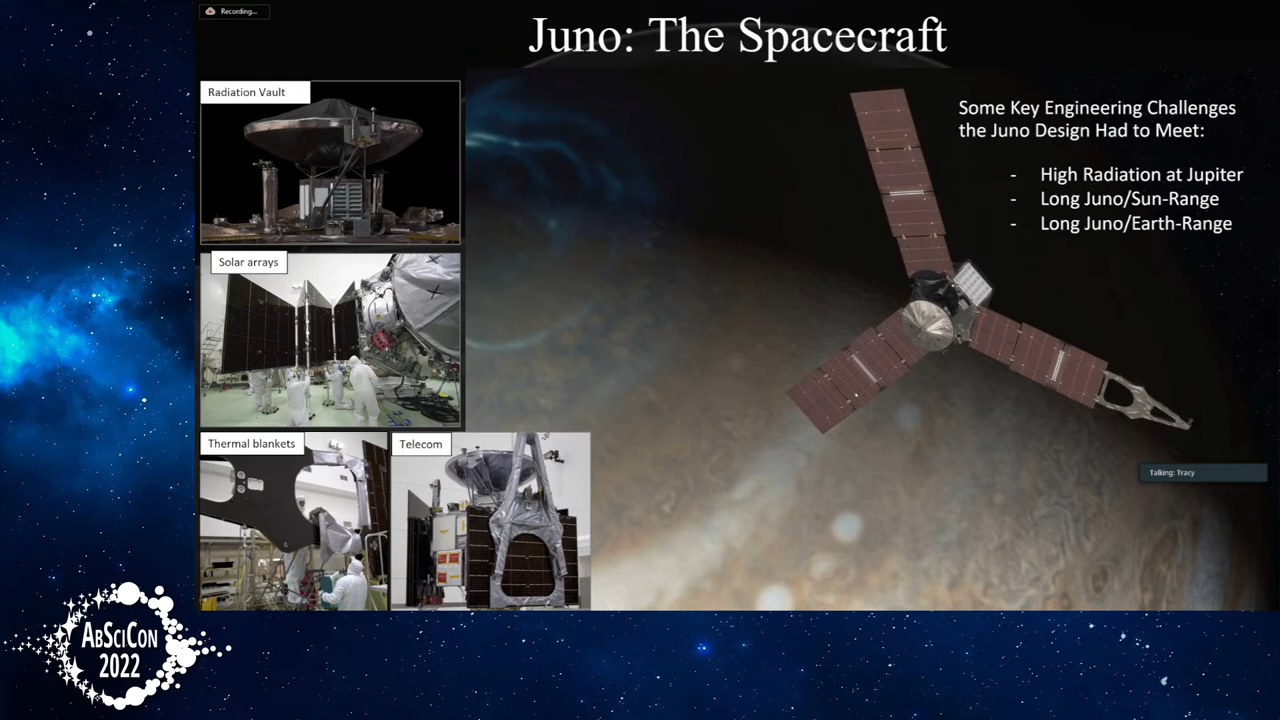 Recording...
Juno: The Spacecraft
Radiation Vault
Some Key Engineering Challenges
the Juno Design Had to Meet:
- High Radiation at Jupiter
- Long Juno/Sun-Range
- Long Juno/Earth-Range
Solar arrays
Thermal blankets
Telecom
Talking: Tracy
ABSCICON
2022